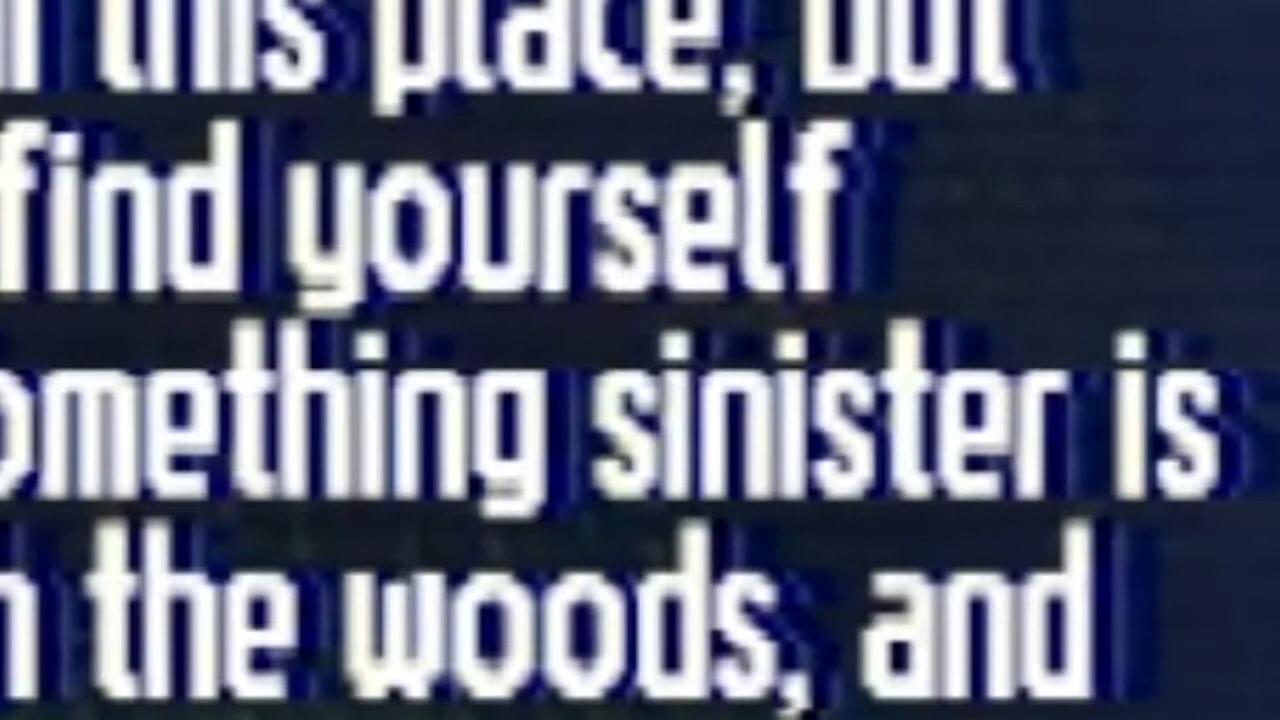 this place, but
find yourself
omething sinister is
n the woods, and